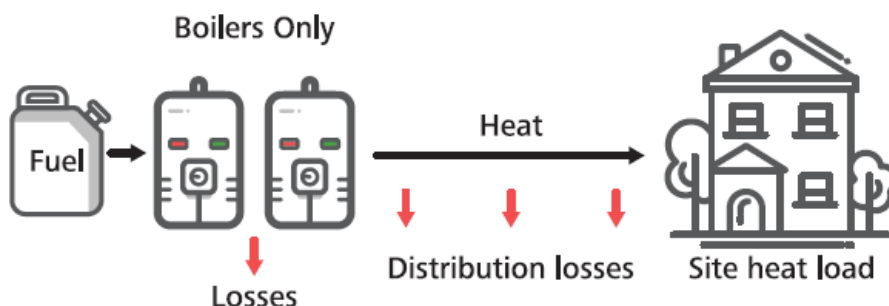 Boilers Only
Fuel
Heat
Distribution losses
Site heat load
Losses